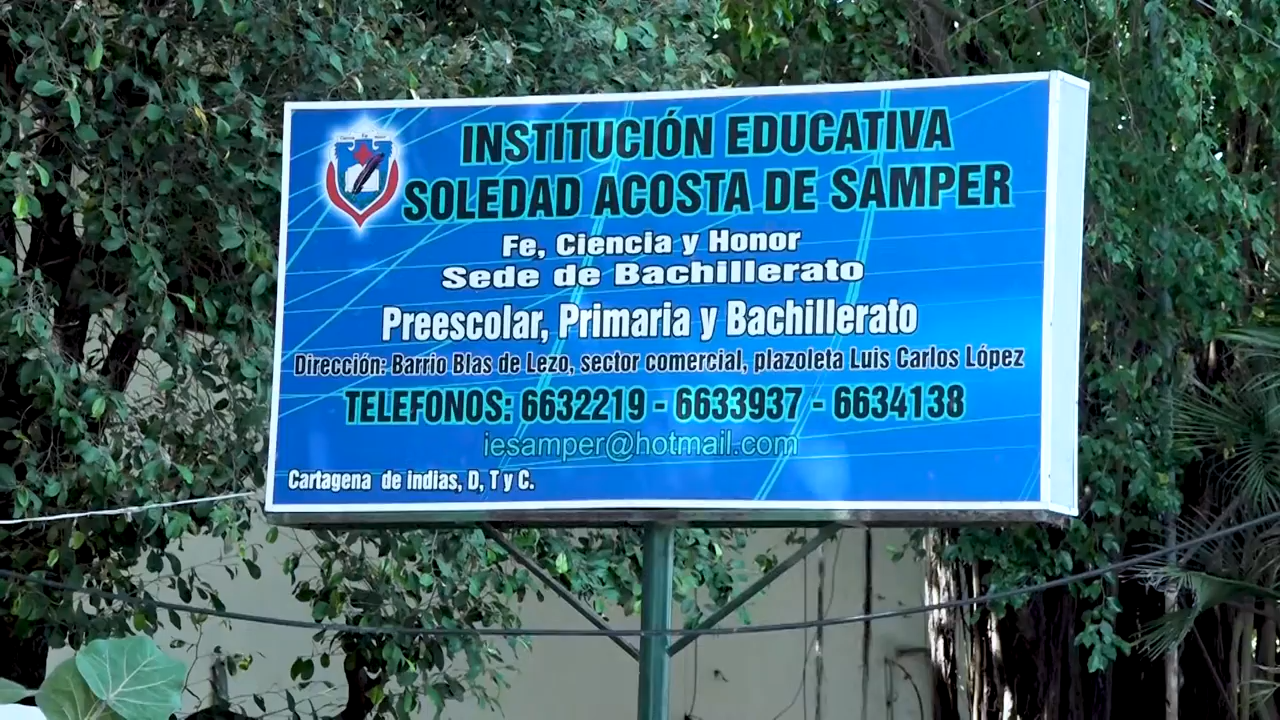 INSTITUCIÓN EDUCATIVA
SOLEDAD ACOSTA DE SAMPER
Fe, Ciencia y Honor
Sede de Bachillerato
Preescolar, Primaria y Bachillerato
Dirección: Barrio Blas de Lezo, sector comercial, plazoleta Luis Carlos López
TELEFONOS: 6632219 - 6633937 - 6634138
iesamper@hotmail.com
Cartagena de indias, D, T y C.